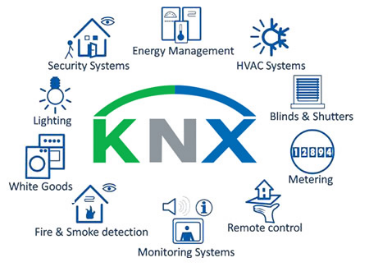 Energy Management
Security Systems
HVAC Systems
Lighting
Blinds & Shutters
KNX
12894
White Goods
Metering
Fire & Smoke detection
Remote control
Monitoring Systems